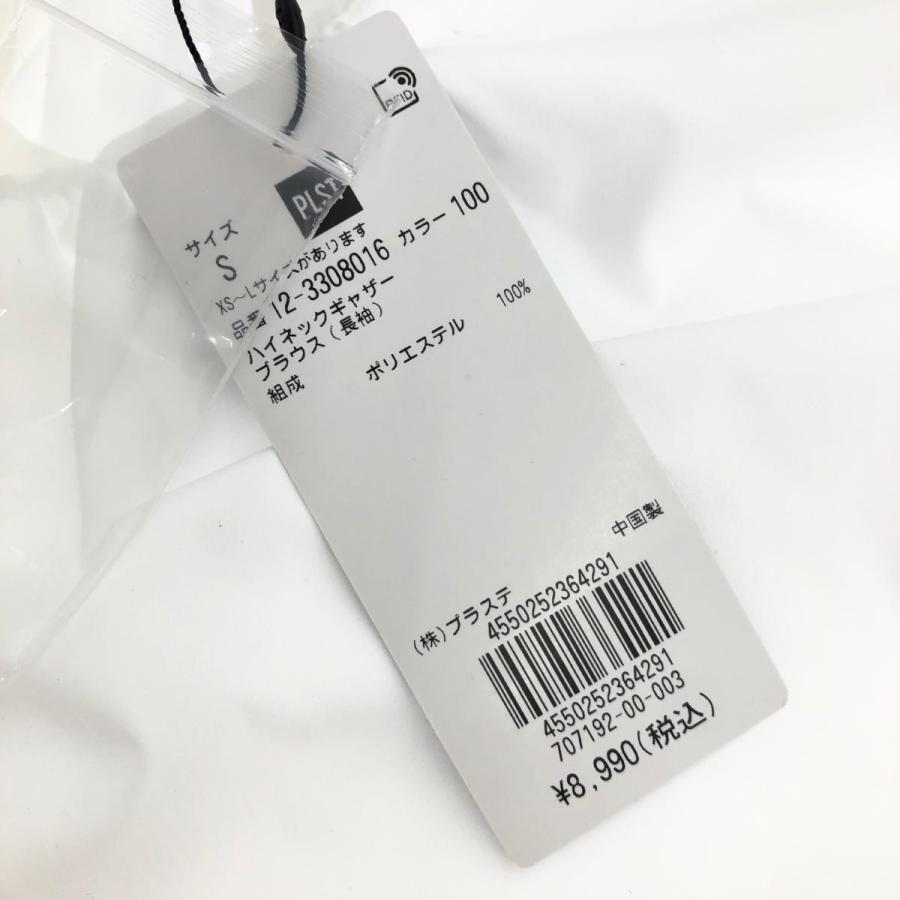 RFID
PLST
サイズ
S
XS〜Lサイズがあります
品番 12-3308016 カラー 100
ハイネックギャザー
ブラウス(長袖)
組成 ポリエステル 100%
中国製
(株)プラステ
4550252364291
4550252364291
707192-00-003
¥8,990(税込)